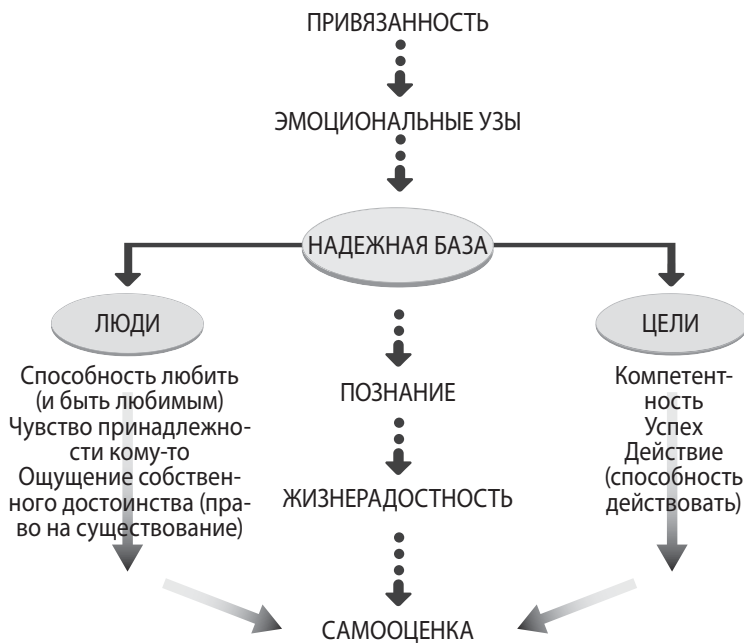 ПРИВЯЗАННОСТЬ
ЭМОЦИОНАЛЬНЫЕ УЗЫ
НАДЕЖНАЯ БАЗА
ЛЮДИ
Способность любить
(и быть любимым)
Чувство принадлежно-
сти кому-то
Ощущение собствен-
ного достоинства (пра-
во на существование)
ПОЗНАНИЕ
ЖИЗНЕРАДОСТНОСТЬ
ЦЕЛИ
Компетент-
ность
Успех
Действие
(способность
действовать)
САМООЦЕНКА